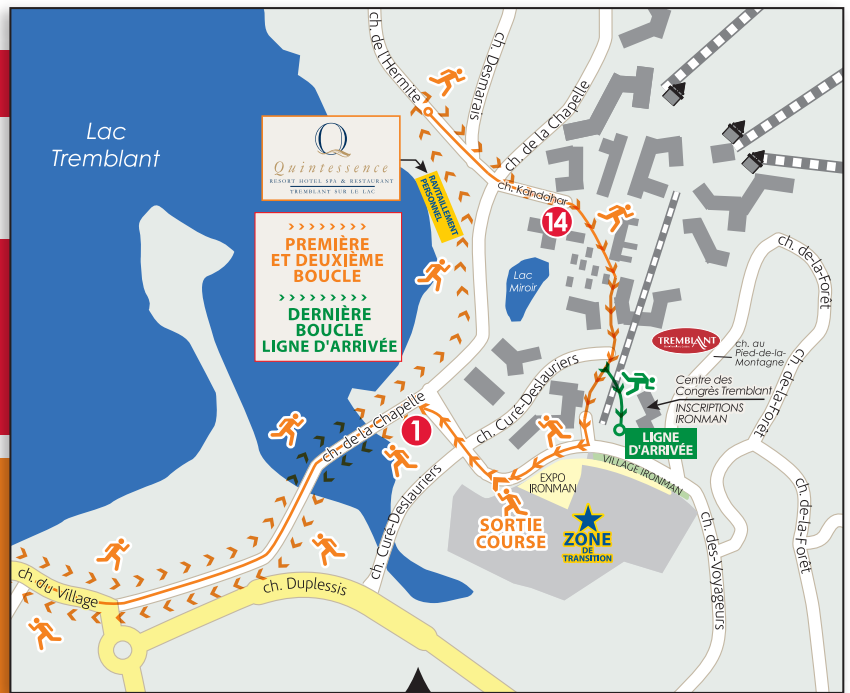 ch. de l'Hermite
ch. Desmarais
ch. de la Chapelle
Lac
Tremblant
Q
Quintessence
RESORT HOTEL SPA & RESTAURANT
TREMBLANT SUR LE LAC
RAVITAILLEMENT
PERSONNEL
ch. Kandahar
14
PREMIÈRE
ET DEUXIÈME
BOUCLE
DERNIÈRE
BOUCLE
LIGNE D'ARRIVÉE
Lac
Miroir
ch. de-la-Forêt
TREMBLANT
ch. au
Pied-de-la-
Montagne
ch. de-la-Forêt
Centre des
Congrès Tremblant
INSCRIPTIONS
IRONMAN
ch. Curé-Deslauriers
ch. de la Chapelle
1
LIGNE
D'ARRIVÉE
VILLAGE IRONMAN
EXPO
IRONMAN
SORTIE
COURSE
ZONE
DE
TRANSITION
ch. Curé-Deslauriers
ch. des-Voyageurs
ch. de-la-Forêt
ch. du Village
ch. Duplessis